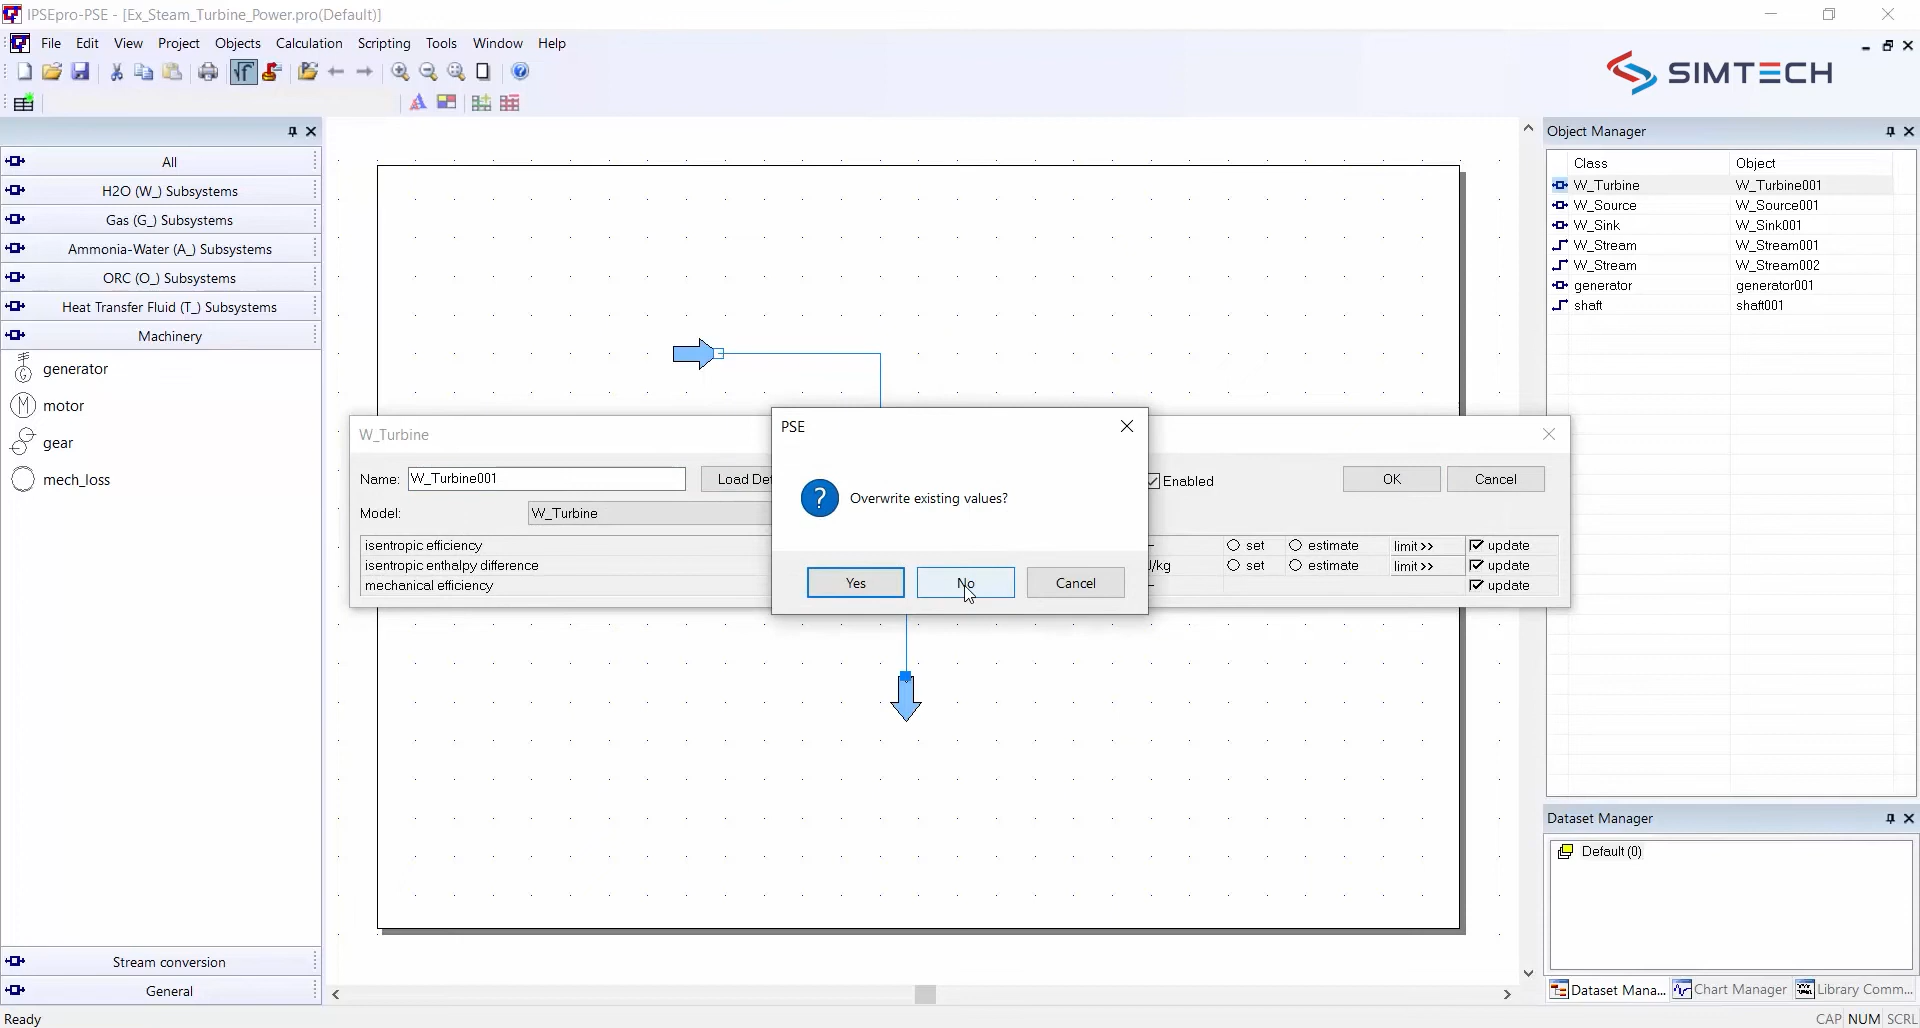 IPSEpro-PSE - [Ex_Steam_Turbine_Power.pro(Default)]
File Edit View Project Objects Calculation Scripting Tools Window Help
SIMTECH
All
H2O (W_) Subsystems
Gas (G_) Subsystems
Ammonia-Water (A_) Subsystems
ORC (O_) Subsystems
Heat Transfer Fluid (T_) Subsystems
Machinery
generator
motor
gear
mech_loss
Stream conversion
General
W_Turbine
Name: W_Turbine001 Load Def
Enabled OK Cancel
Model: W_Turbine
isentropic efficiency
set estimate limit >> update
isentropic enthalpy difference
J/kg set estimate limit >> update
mechanical efficiency
update
PSE
? Overwrite existing values?
Yes No Cancel
Object Manager
Class Object
W_Turbine W_Turbine001
W_Source W_Source001
W_Sink W_Sink001
W_Stream W_Stream001
W_Stream W_Stream002
generator generator001
shaft shaft001
Dataset Manager
Default (0)
Dataset Mana... Chart Manager Library Comm...
Ready CAP NUM SCRL